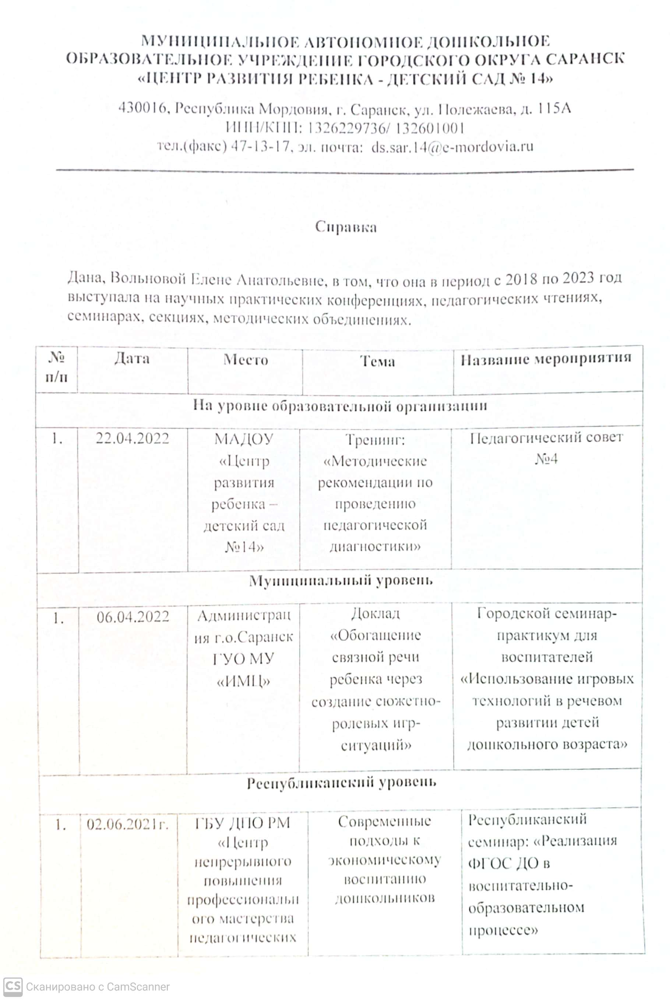 МУНИЦИПАЛЬНОЕ АВТОНОМНОЕ ДОШКОЛЬНОЕ
ОБРАЗОВАТЕЛЬНОЕ УЧРЕЖДЕНИЕ ГОРОДСКОГО ОКРУГА САРАНСК
«ЦЕНТР РАЗВИТИЯ РЕБЕНКА - ДЕТСКИЙ САД № 14»
430016, Республика Мордовия, г. Саранск, ул. Полежаева, д. 115А
ИНН/КПП: 1326229736/ 132601001
тел.(факс) 47-13-17, эл. почта: ds.sar.14@e-mordovia.ru
Справка
Дана, Вольновой Елене Анатольевне, в том, что она в период с 2018 по 2023 год
выступала на научных практических конференциях, педагогических чтениях,
семинарах, секциях, методических объединениях.
№
п/п
Дата
Место
Тема
Название мероприятия
На уровне образовательной организации
1.
22.04.2022
МАДОУ
«Центр
развития
ребенка –
детский сад
№14»
Тренинг:
«Методические
рекомендации по
проведению
педагогической
диагностики»
Педагогический совет
№4
Муниципальный уровень
1.
06.04.2022
Администрац
ия г.о.Саранск
ГУО МУ
«ИМЦ»
Доклад
«Обогащение
связной речи
ребенка через
создание сюжетно-
ролевых игр-
ситуаций»
Городской семинар-
практикум для
воспитателей
«Использование игровых
технологий в речевом
развитии детей
дошкольного возраста»
Республиканский уровень
1.
02.06.2021г.
ГБУ ДПО РМ
«Центр
непрерывного
повышения
профессиональн
ого мастерства
педагогических
Современные
подходы к
экономическому
воспитанию
дошкольников
Республиканский
семинар: «Реализация
ФГОС ДО в
воспитательно-
образовательном
процессе»
CS Сканировано с CamScanner